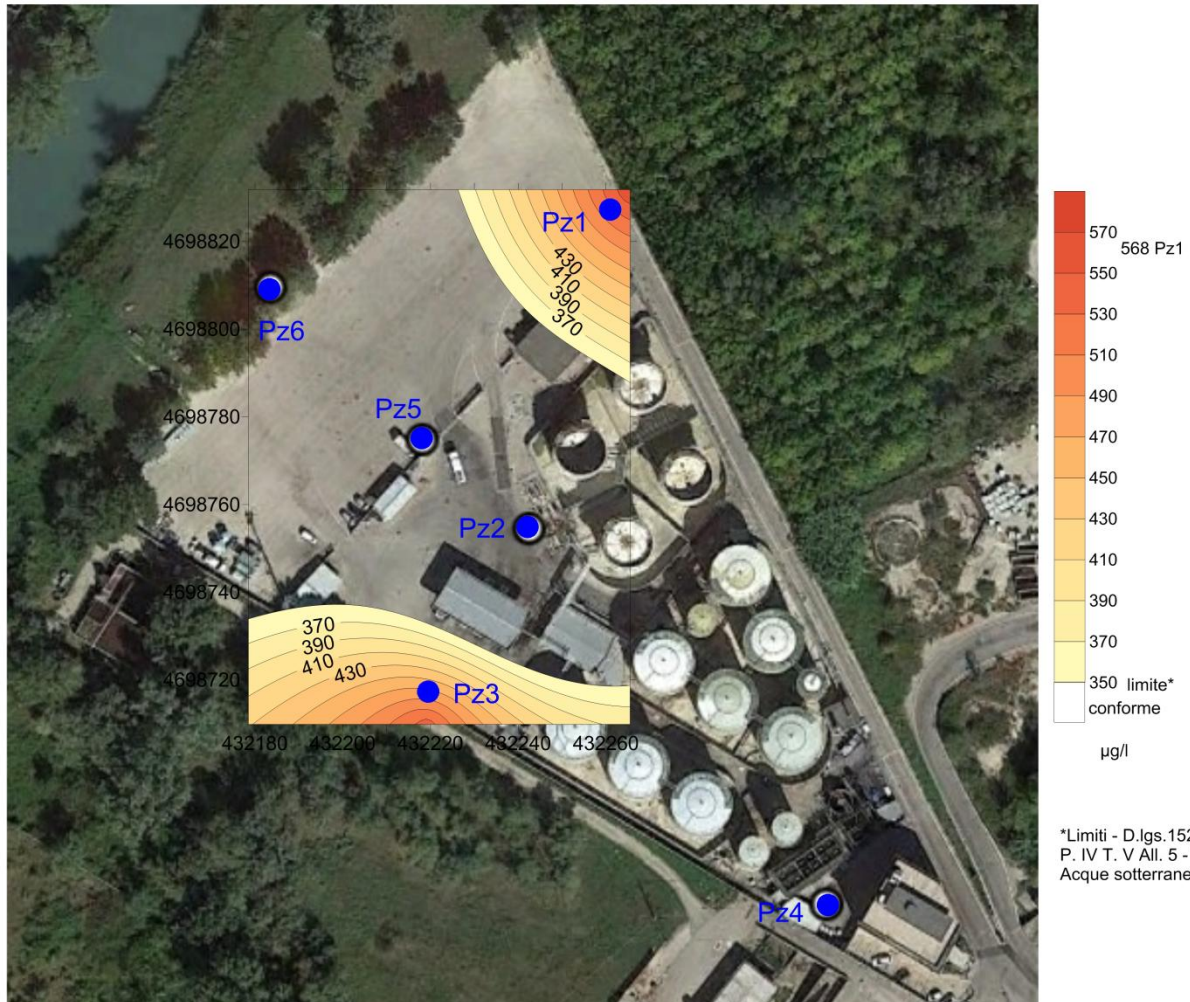 Pz1
4698820
Pz6
4698800
430
410
390
370
Pz5
4698780
4698760
Pz2
4698740
370
390
410
430
4698720
Pz3
432180 432200 432220 432240 432260
Pz4
570
568 Pz1
550
530
510
490
470
450
430
410
390
370
350 limite*
conforme
µg/l
*Limiti - D.lgs.152
P. IV T. V All. 5 -
Acque sotterrane